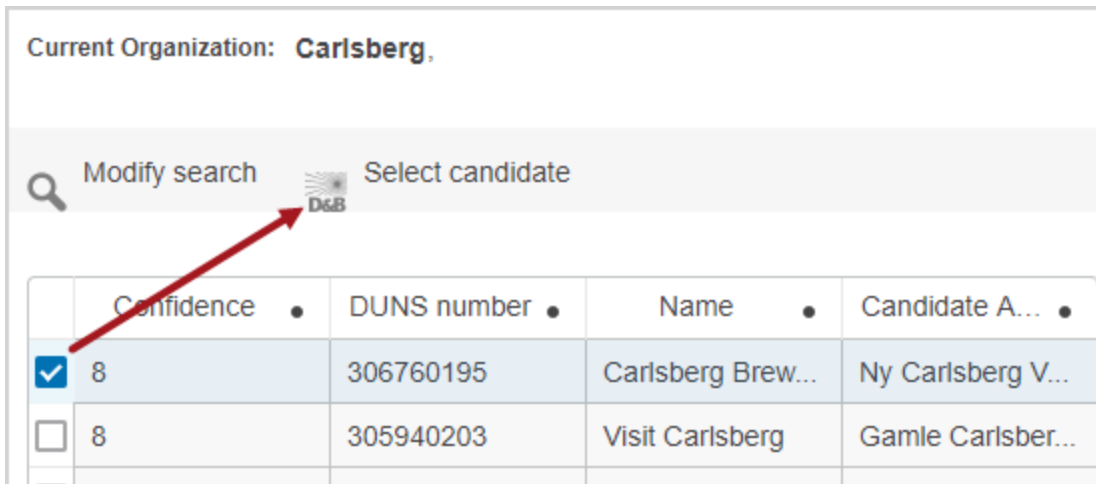 Current Organization: Carlsberg,
Modify search Select candidate
D&B
Confidence DUNS number Name Candidate A...
8 306760195 Carlsberg Brew... Ny Carlsberg V...
8 305940203 Visit Carlsberg Gamle Carlsber...